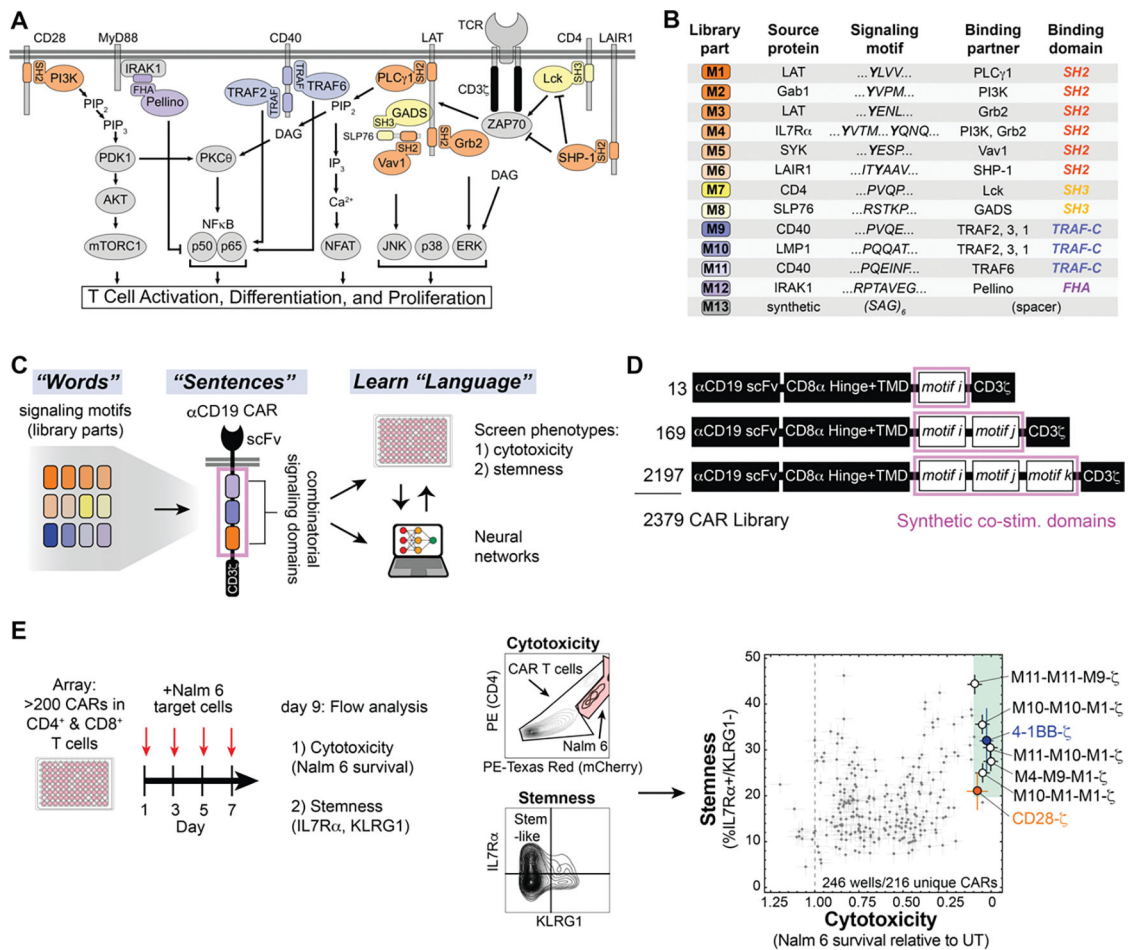 A
CD28
MyD88
CD40
LAT
TCR
CD4
LAIR1
SH2
PI3K
IRAK1
FHA
Pellino
TRAF2
TRAF
TRAF
TRAF6
PLCγ1
SH2
CD3ζ
Lck
SH3
PIP2
PIP3
PIP2
DAG
GADS
SH3
SLP76
ZAP70
PDK1
PKCθ
IP3
SH2
Vav1
Grb2
SH2
SHP-1
SH2
DAG
AKT
Ca2+
NFκB
mTORC1
p50
p65
NFAT
JNK
p38
ERK
T Cell Activation, Differentiation, and Proliferation
B
Library part
Source protein
Signaling motif
Binding partner
Binding domain
M1 LAT ...YLVV... PLCγ1 SH2
M2 Gab1 ...YVPM... PI3K SH2
M3 LAT ...YENL... Grb2 SH2
M4 IL7Rα ...YVTM...YQNQ... PI3K, Grb2 SH2
M5 SYK ...YESP... Vav1 SH2
M6 LAIR1 ...ITYAAV... SHP-1 SH2
M7 CD4 ...PVQP... Lck SH3
M8 SLP76 ...RSTKP... GADS SH3
M9 CD40 ...PVQE... TRAF2, 3, 1 TRAF-C
M10 LMP1 ...PQQAT... TRAF2, 3, 1 TRAF-C
M11 CD40 ...PQEINF... TRAF6 TRAF-C
M12 IRAK1 ...RPTAVEG... Pellino FHA
M13 synthetic (SAG)6 (spacer)
C
"Words"
signaling motifs
(library parts)
"Sentences"
αCD19 CAR
scFv
combinatorial
signaling domains
CD3ζ
Learn "Language"
Screen phenotypes:
1) cytotoxicity
2) stemness
Neural
networks
D
13 αCD19 scFv CD8α Hinge+TMD motif i CD3ζ
169 αCD19 scFv CD8α Hinge+TMD motif i motif j CD3ζ
2197 αCD19 scFv CD8α Hinge+TMD motif i motif j motif k CD3ζ
2379 CAR Library
Synthetic co-stim. domains
E
Array:
>200 CARs in
CD4+ & CD8+
T cells
+Nalm 6
target cells
1 3 5 7
Day
day 9: Flow analysis
1) Cytotoxicity
(Nalm 6 survival)
2) Stemness
(IL7Rα, KLRG1)
Cytotoxicity
CAR T cells
PE (CD4)
Nalm 6
PE-Texas Red (mCherry)
Stemness
Stem
-like
IL7Rα
KLRG1
Stemness
(%IL7Rα+/KLRG1-)
50
40
30
20
10
0
M11-M11-M9-ζ
M10-M10-M1-ζ
4-1BB-ζ
M11-M10-M1-ζ
M4-M9-M1-ζ
M10-M1-M1-ζ
CD28-ζ
246 wells/216 unique CARs
1.25 1.00 0.75 0.50 0.25 0
Cytotoxicity
(Nalm 6 survival relative to UT)